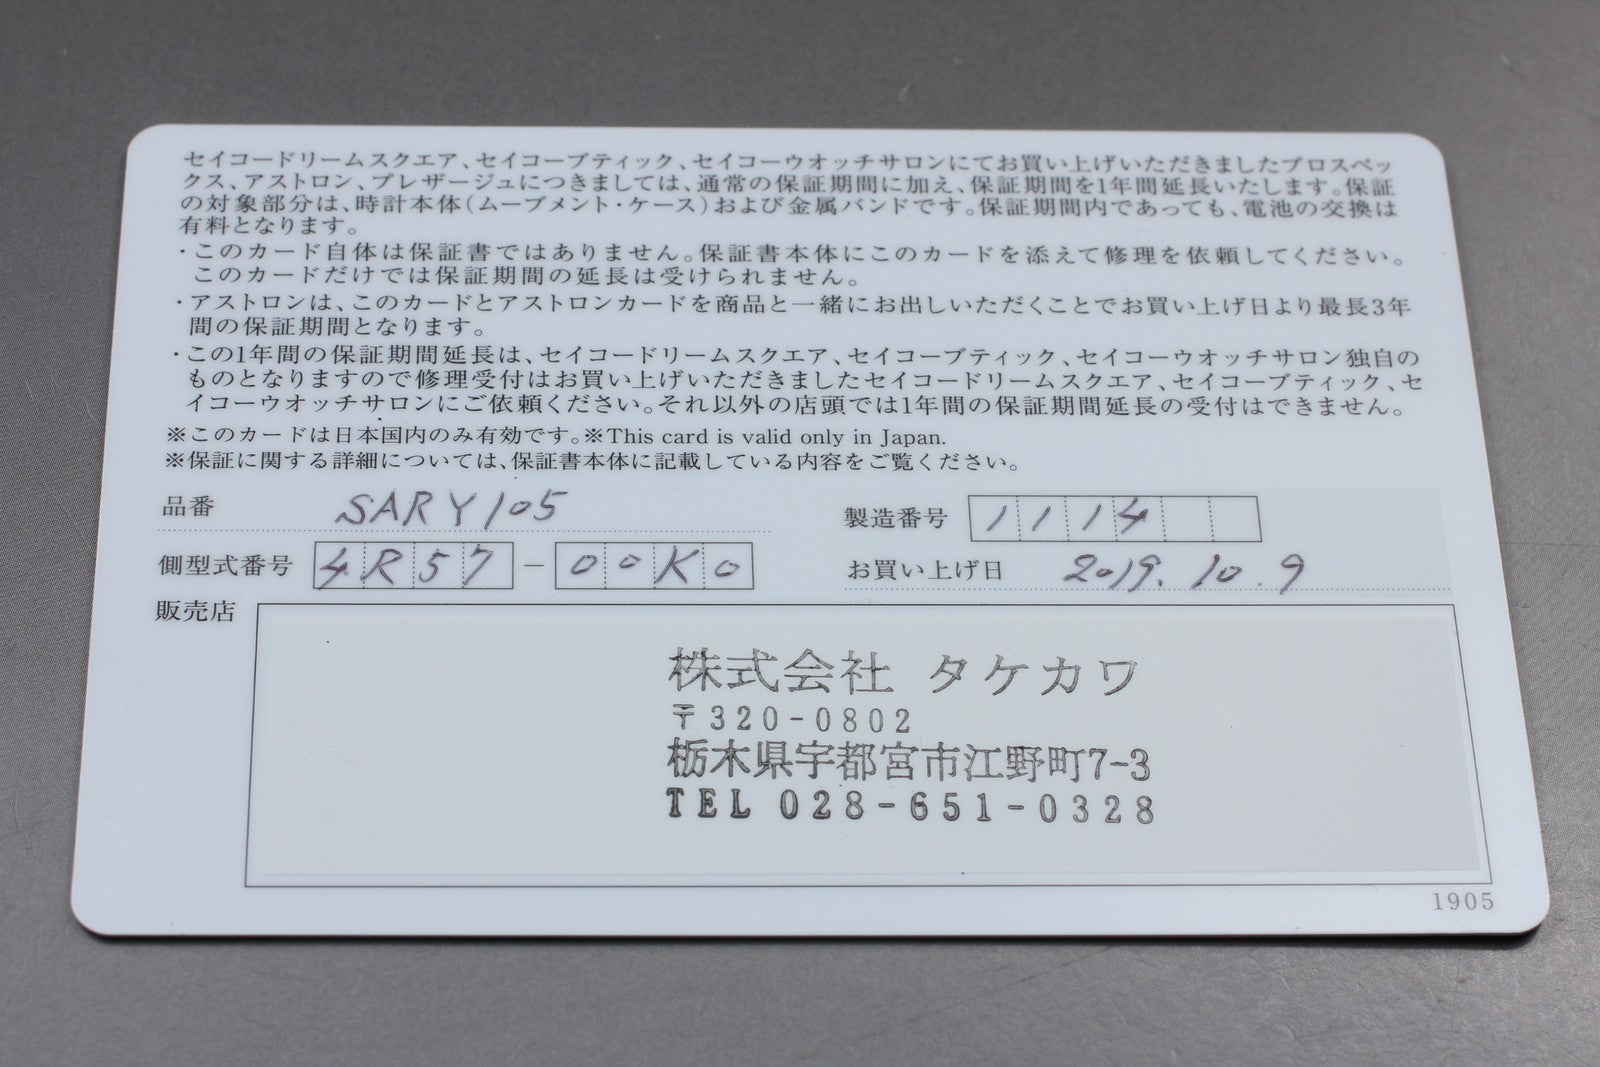 セイコードリームスクエア、セイコーブティック、セイコーウオッチサロンにてお買い上げいただきましたプロスペッ
クス、アストロン、プレザージュにつきましては、通常の保証期間に加え、保証期間を1年間延長いたします。保証
の対象部分は、時計本体(ムーブメント・ケース)および金属バンドです。保証期間内であっても、電池の交換は
有料となります。
・このカード自体は保証書ではありません。保証書本体にこのカードを添えて修理を依頼してください。
このカードだけでは保証期間の延長は受けられません。
・アストロンは、このカードとアストロンカードを商品と一緒にお出しいただくことでお買い上げ日より最長3年
間の保証期間となります。
・この1年間の保証期間延長は、セイコードリームスクエア、セイコーブティック、セイコーウオッチサロン独自の
ものとなりますので修理受付はお買い上げいただきましたセイコードリームスクエア、セイコーブティック、セ
イコーウオッチサロンにご依頼ください。それ以外の店頭では1年間の保証期間延長の受付はできません。
※このカードは日本国内のみ有効です。※This card is valid only in Japan.
※保証に関する詳細については、保証書本体に記載している内容をご覧ください。
品番 SARY105 製造番号 1114
側型式番号 4R57-00K0 お買い上げ日 2019.10.9
販売店
株式会社 タケカワ
〒320-0802
栃木県宇都宮市江野町7-3
TEL 028-651-0328
1905